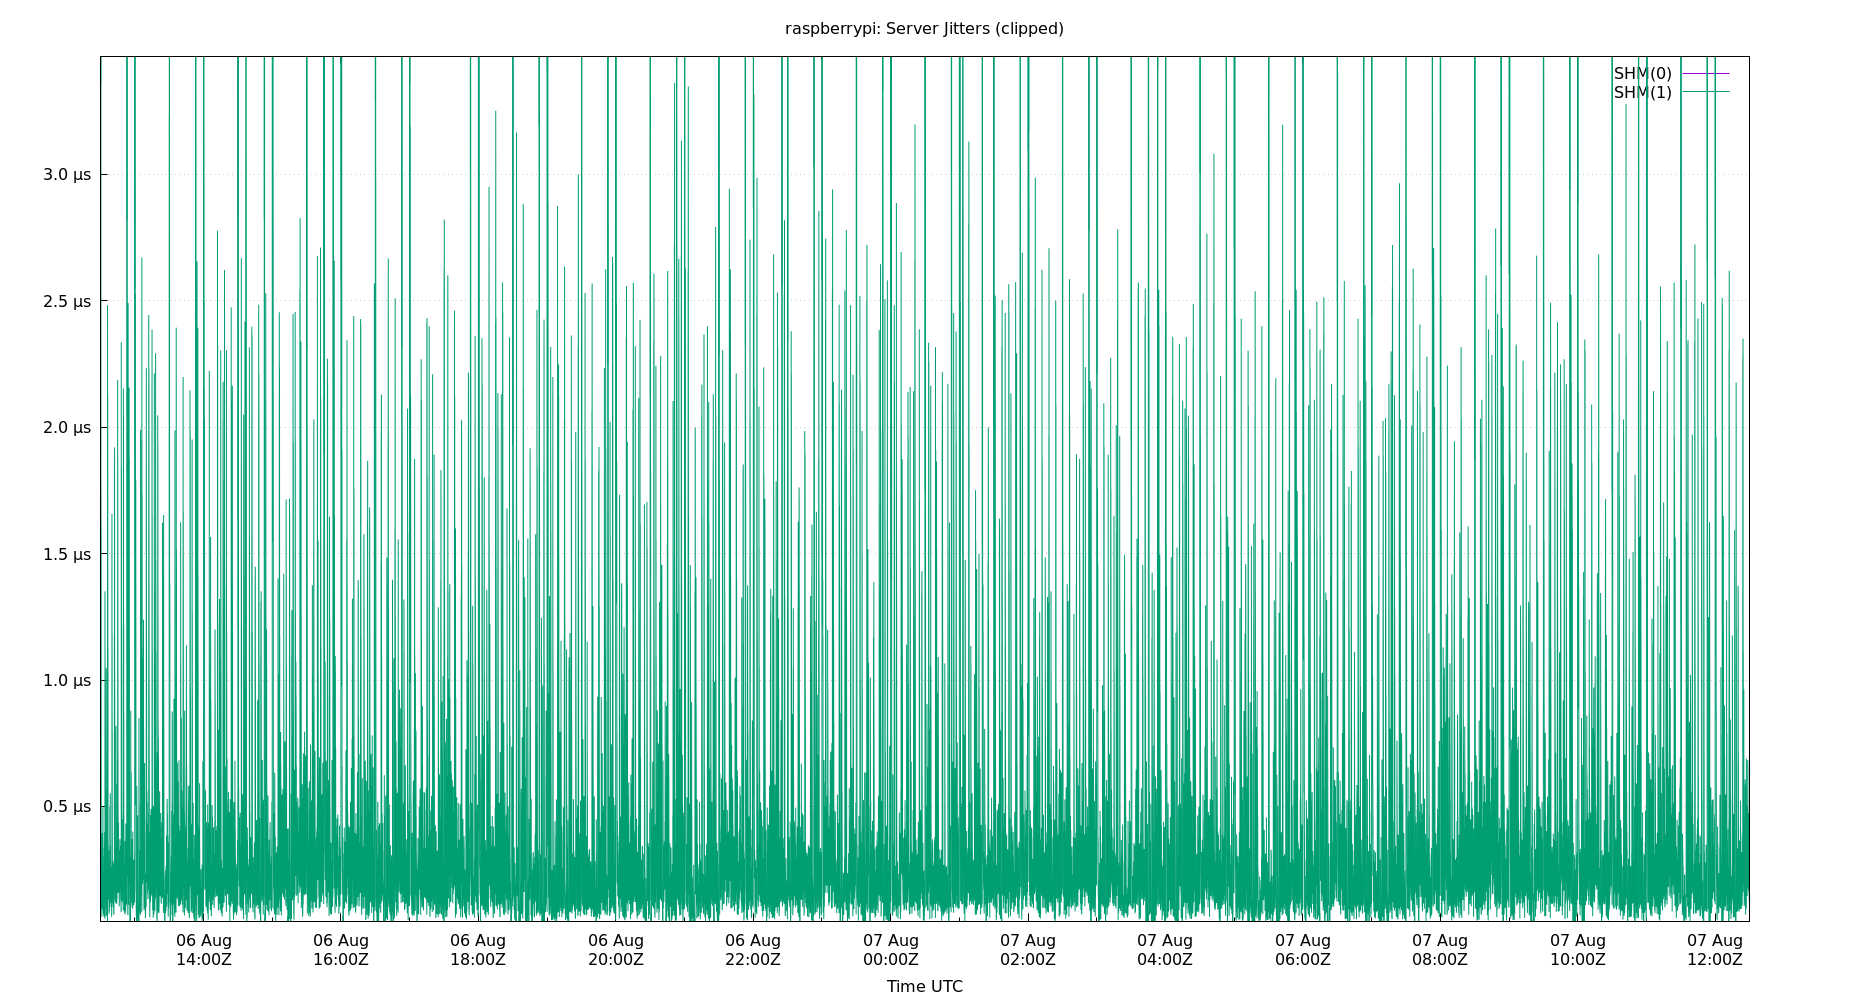 raspberrypi: Server Jitters (clipped)
SHM(0)
SHM(1)
3.0 µs
2.5 µs
2.0 µs
1.5 µs
1.0 µs
0.5 µs
06 Aug 06 Aug 06 Aug 06 Aug 06 Aug 07 Aug 07 Aug 07 Aug 07 Aug 07 Aug 07 Aug 07 Aug
14:00Z 16:00Z 18:00Z 20:00Z 22:00Z 00:00Z 02:00Z 04:00Z 06:00Z 08:00Z 10:00Z 12:00Z
Time UTC